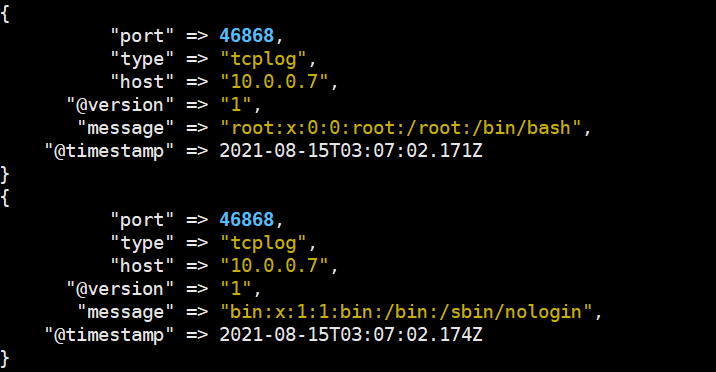 {
"port" => 46868,
"type" => "tcplog",
"host" => "10.0.0.7",
"@version" => "1",
"message" => "root:x:0:0:root:/root:/bin/bash",
"@timestamp" => 2021-08-15T03:07:02.171Z
}
{
"port" => 46868,
"type" => "tcplog",
"host" => "10.0.0.7",
"@version" => "1",
"message" => "bin:x:1:1:bin:/bin:/sbin/nologin",
"@timestamp" => 2021-08-15T03:07:02.174Z
}